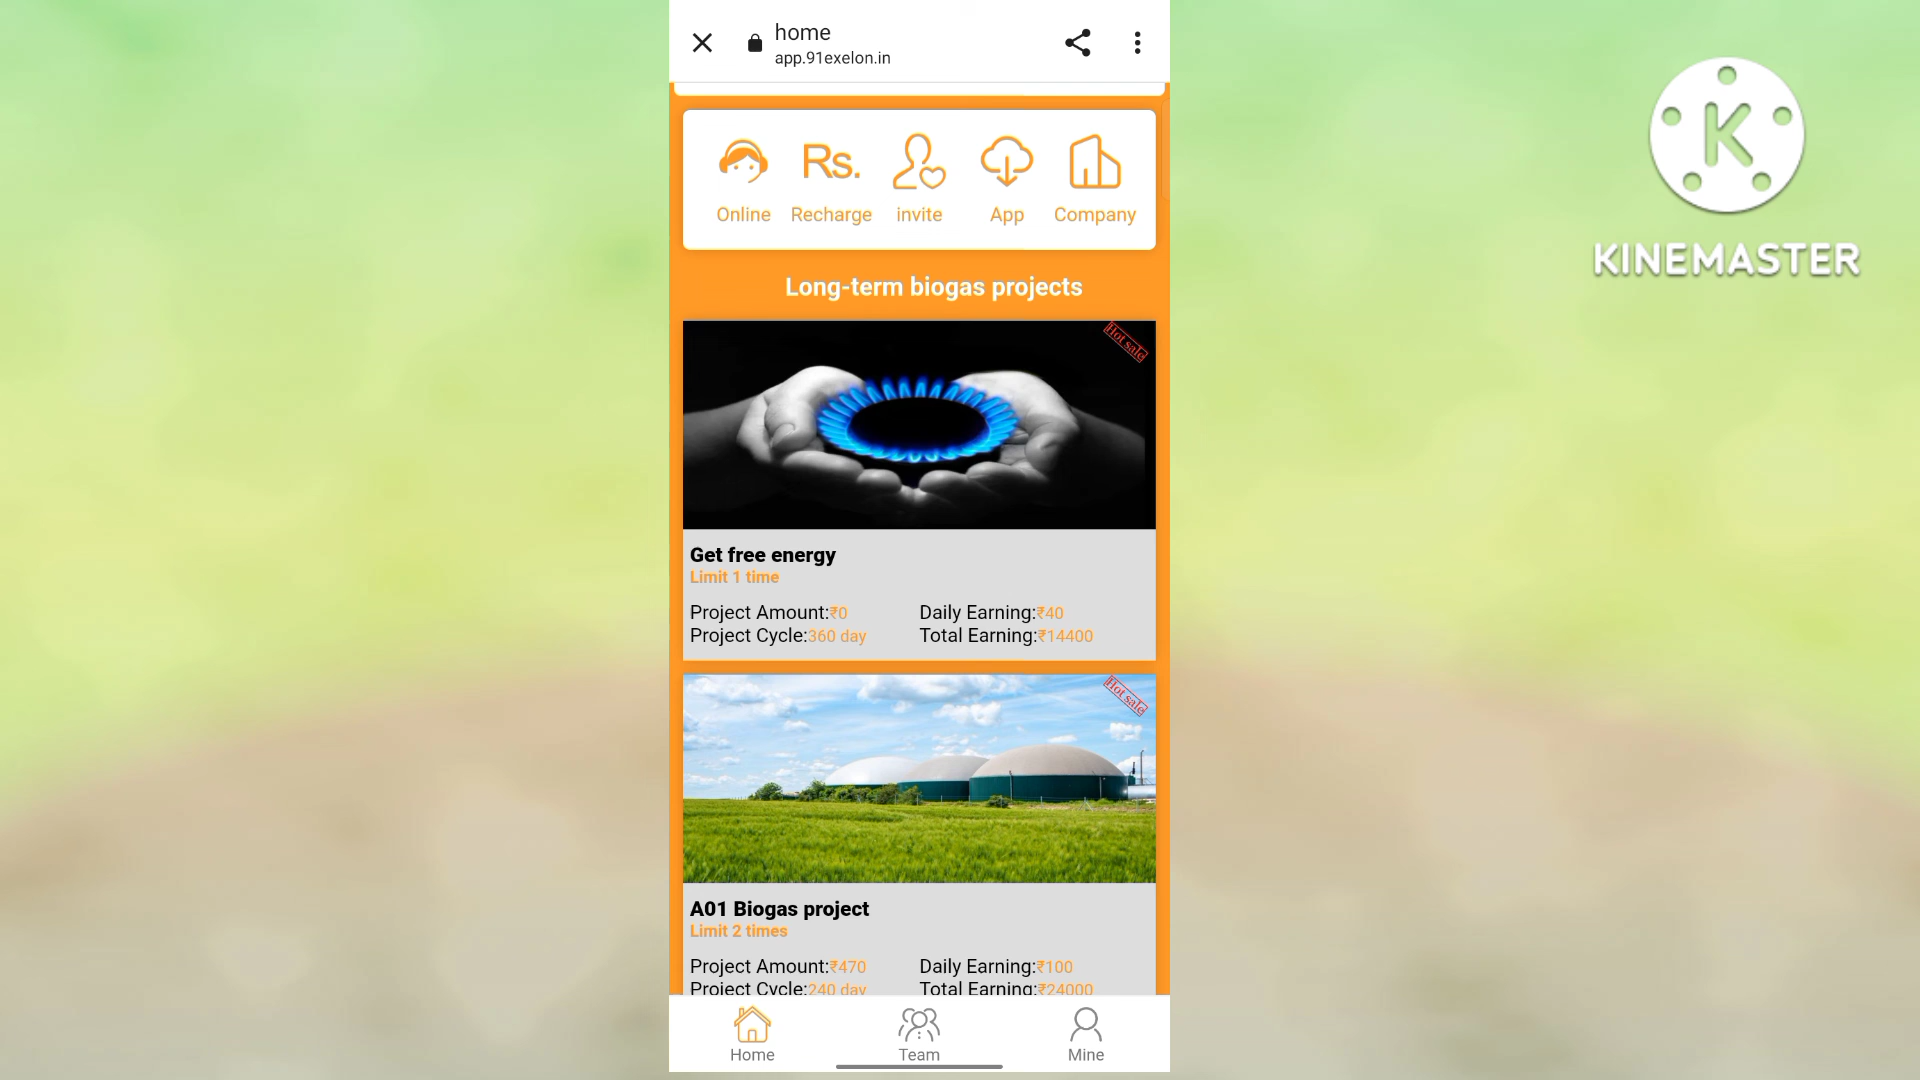 home
app.91exelon.in
K
KINEMASTER
Rs.
Online Recharge invite App Company
Long-term biogas projects
Hot sale
Get free energy
Limit 1 time
Project Amount:₹0 Daily Earning:₹40
Project Cycle:360 day Total Earning:₹14400
Hot sale
A01 Biogas project
Limit 2 times
Project Amount:₹470 Daily Earning:₹100
Project Cycle:240 day Total Earning:₹24000
Home Team Mine